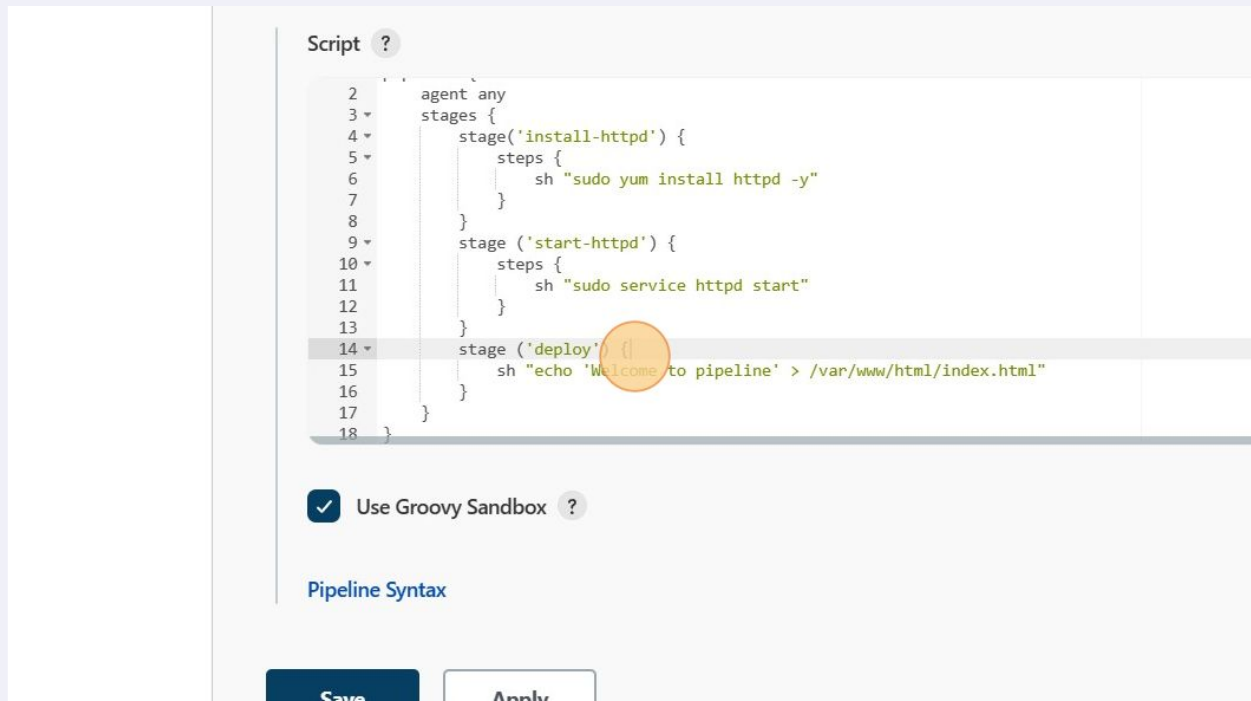 Script ?
2 agent any
3 stages {
4 stage('install-httpd') {
5 steps {
6 sh "sudo yum install httpd -y"
7 }
8 }
9 stage ('start-httpd') {
10 steps {
11 sh "sudo service httpd start"
12 }
13 }
14 stage ('deploy') {
15 sh "echo 'Welcome to pipeline' > /var/www/html/index.html"
16 }
17 }
18 }
Use Groovy Sandbox ?
Pipeline Syntax
Save Apply